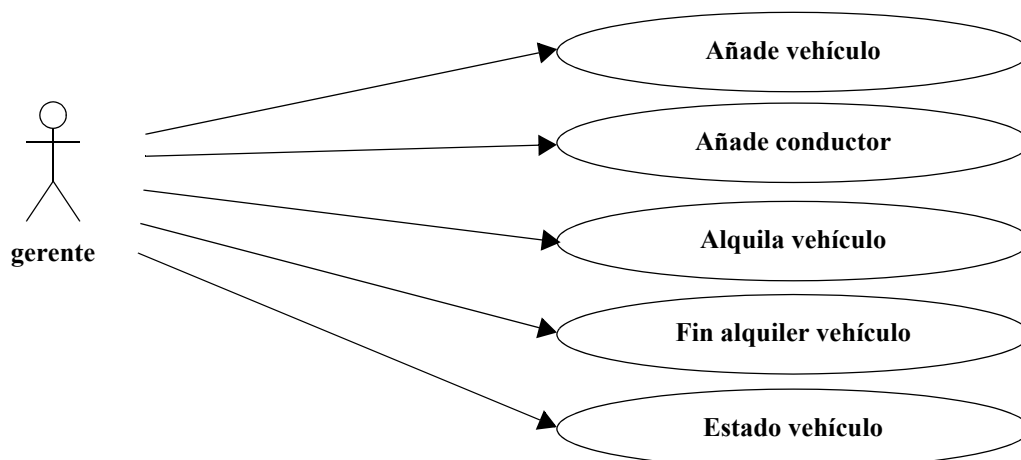 Añade vehículo
Añade conductor
Alquila vehículo
gerente
Fin alquiler vehículo
Estado vehículo